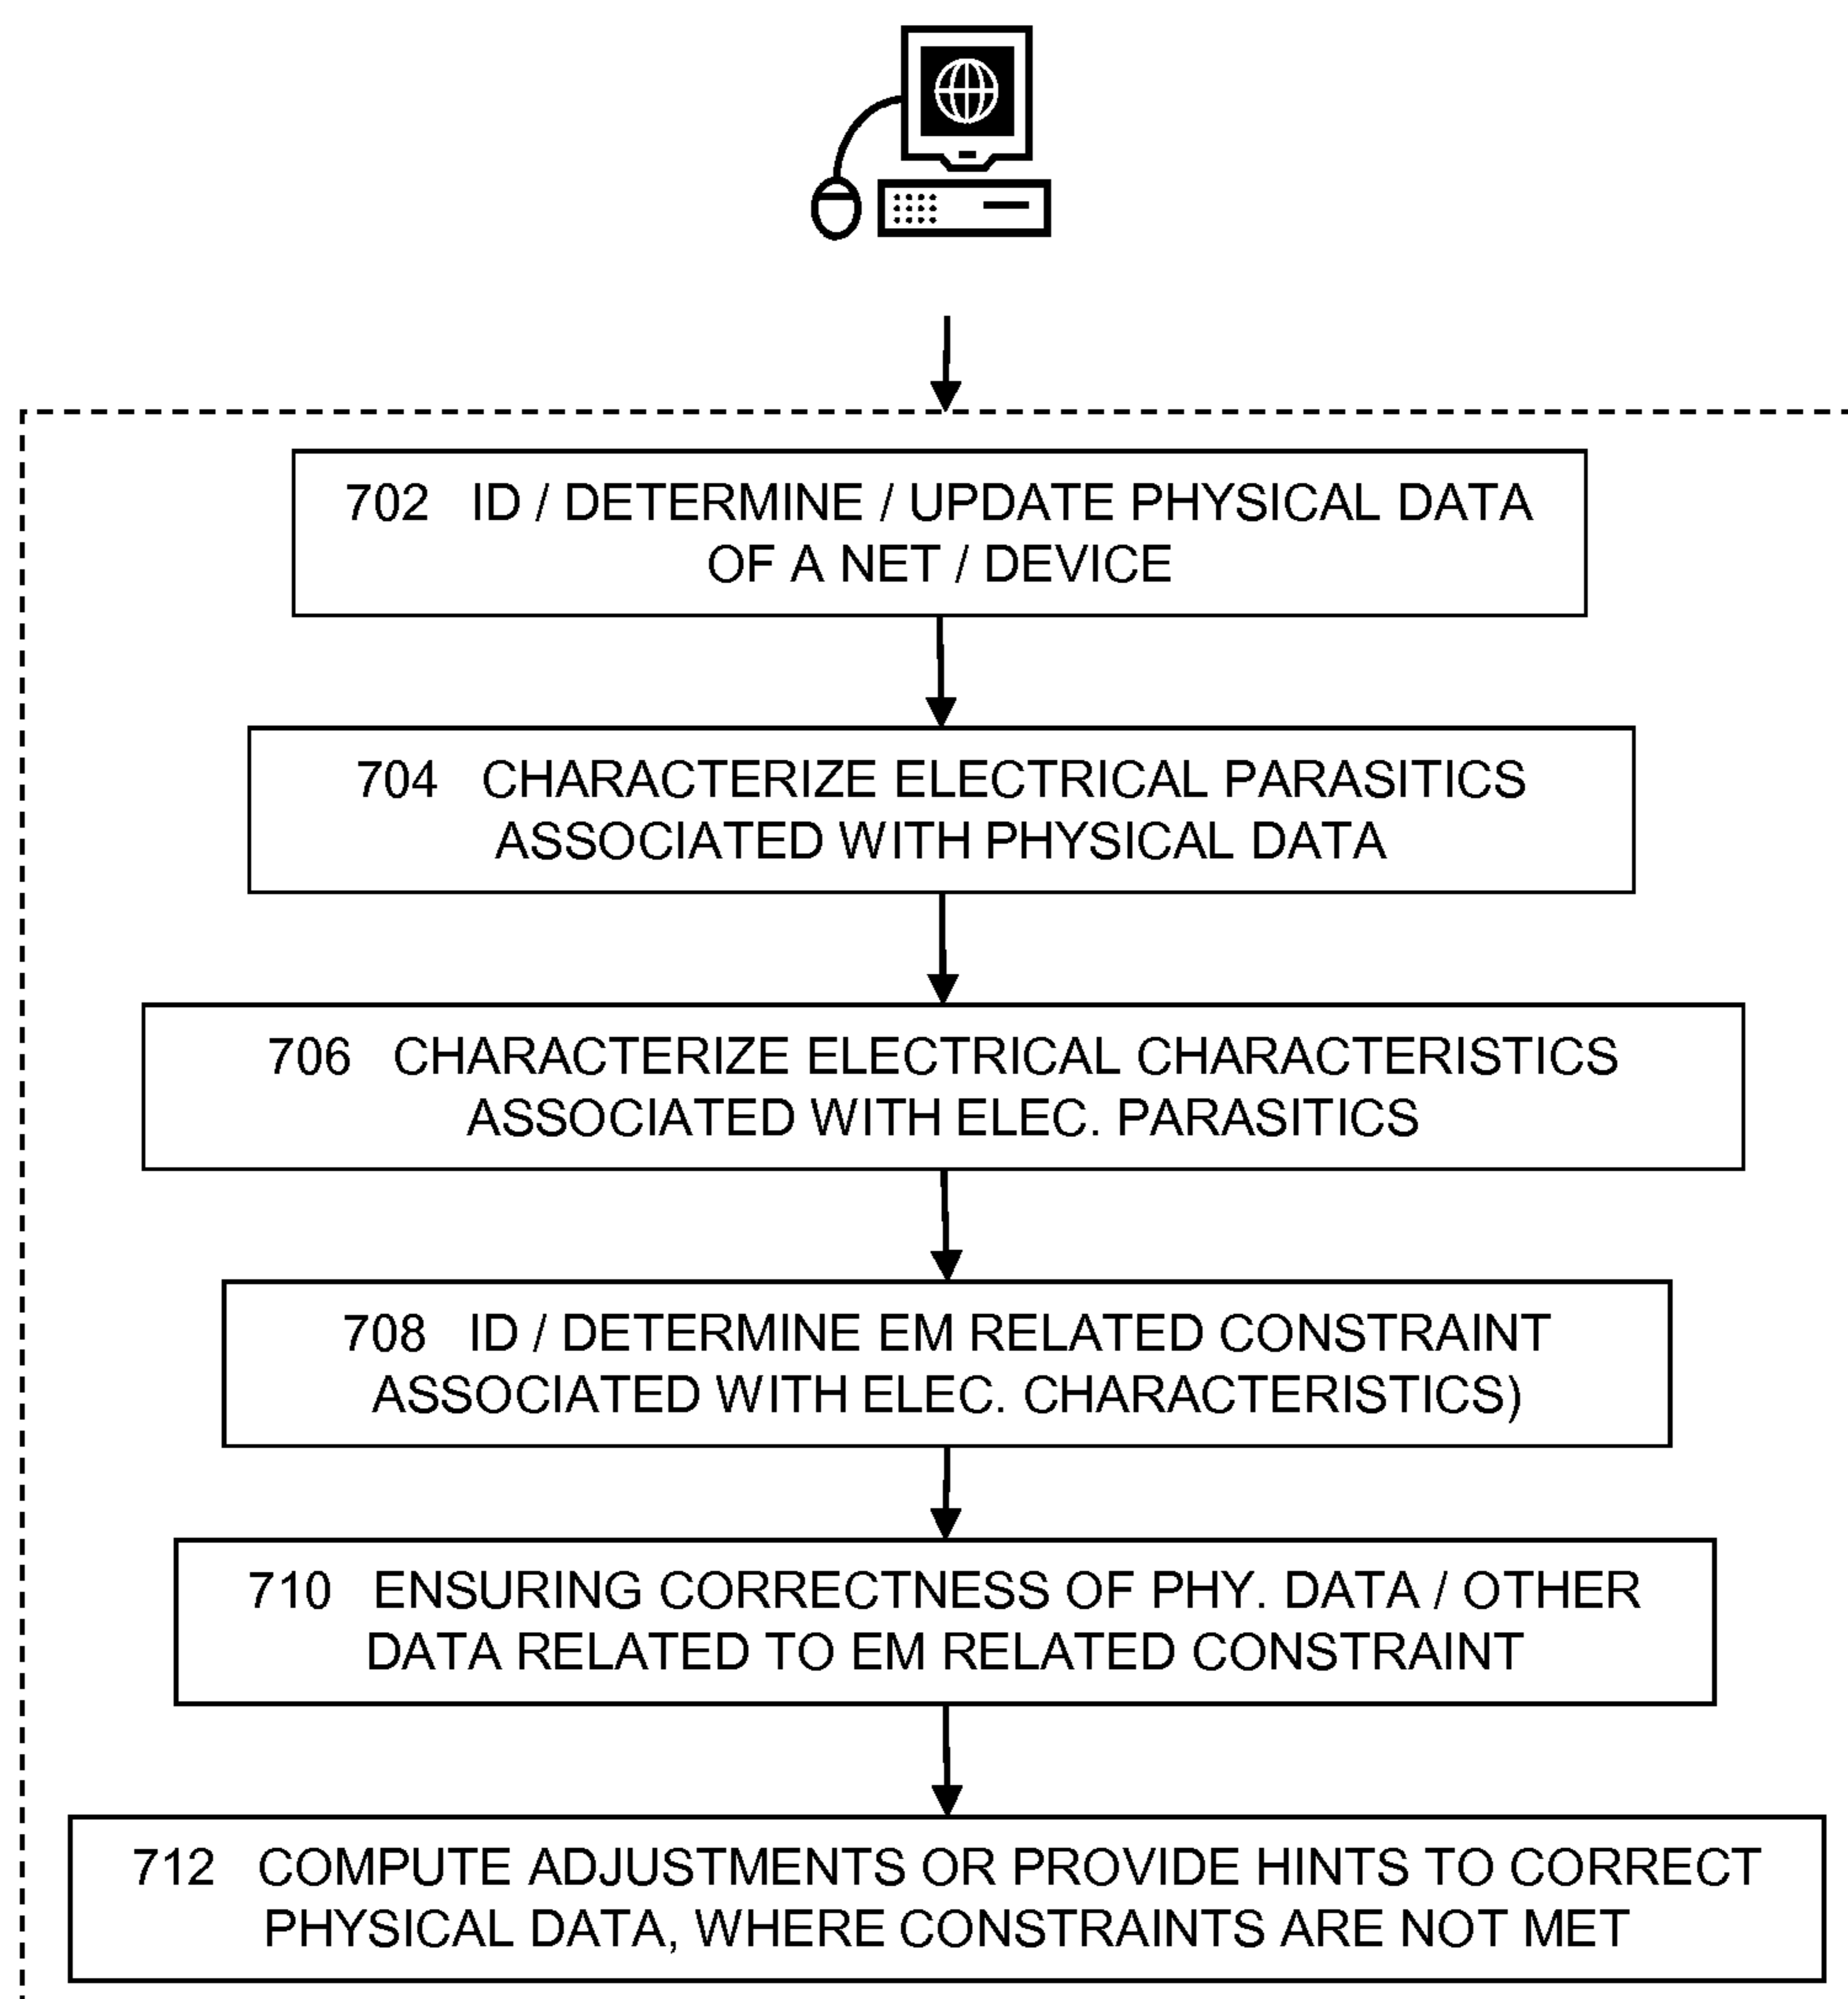 702 ID / DETERMINE / UPDATE PHYSICAL DATA
OF A NET / DEVICE
704 CHARACTERIZE ELECTRICAL PARASITICS
ASSOCIATED WITH PHYSICAL DATA
706 CHARACTERIZE ELECTRICAL CHARACTERISTICS
ASSOCIATED WITH ELEC. PARASITICS
708 ID / DETERMINE EM RELATED CONSTRAINT
ASSOCIATED WITH ELEC. CHARACTERISTICS)
710 ENSURING CORRECTNESS OF PHY. DATA / OTHER
DATA RELATED TO EM RELATED CONSTRAINT
712 COMPUTE ADJUSTMENTS OR PROVIDE HINTS TO CORRECT
PHYSICAL DATA, WHERE CONSTRAINTS ARE NOT MET